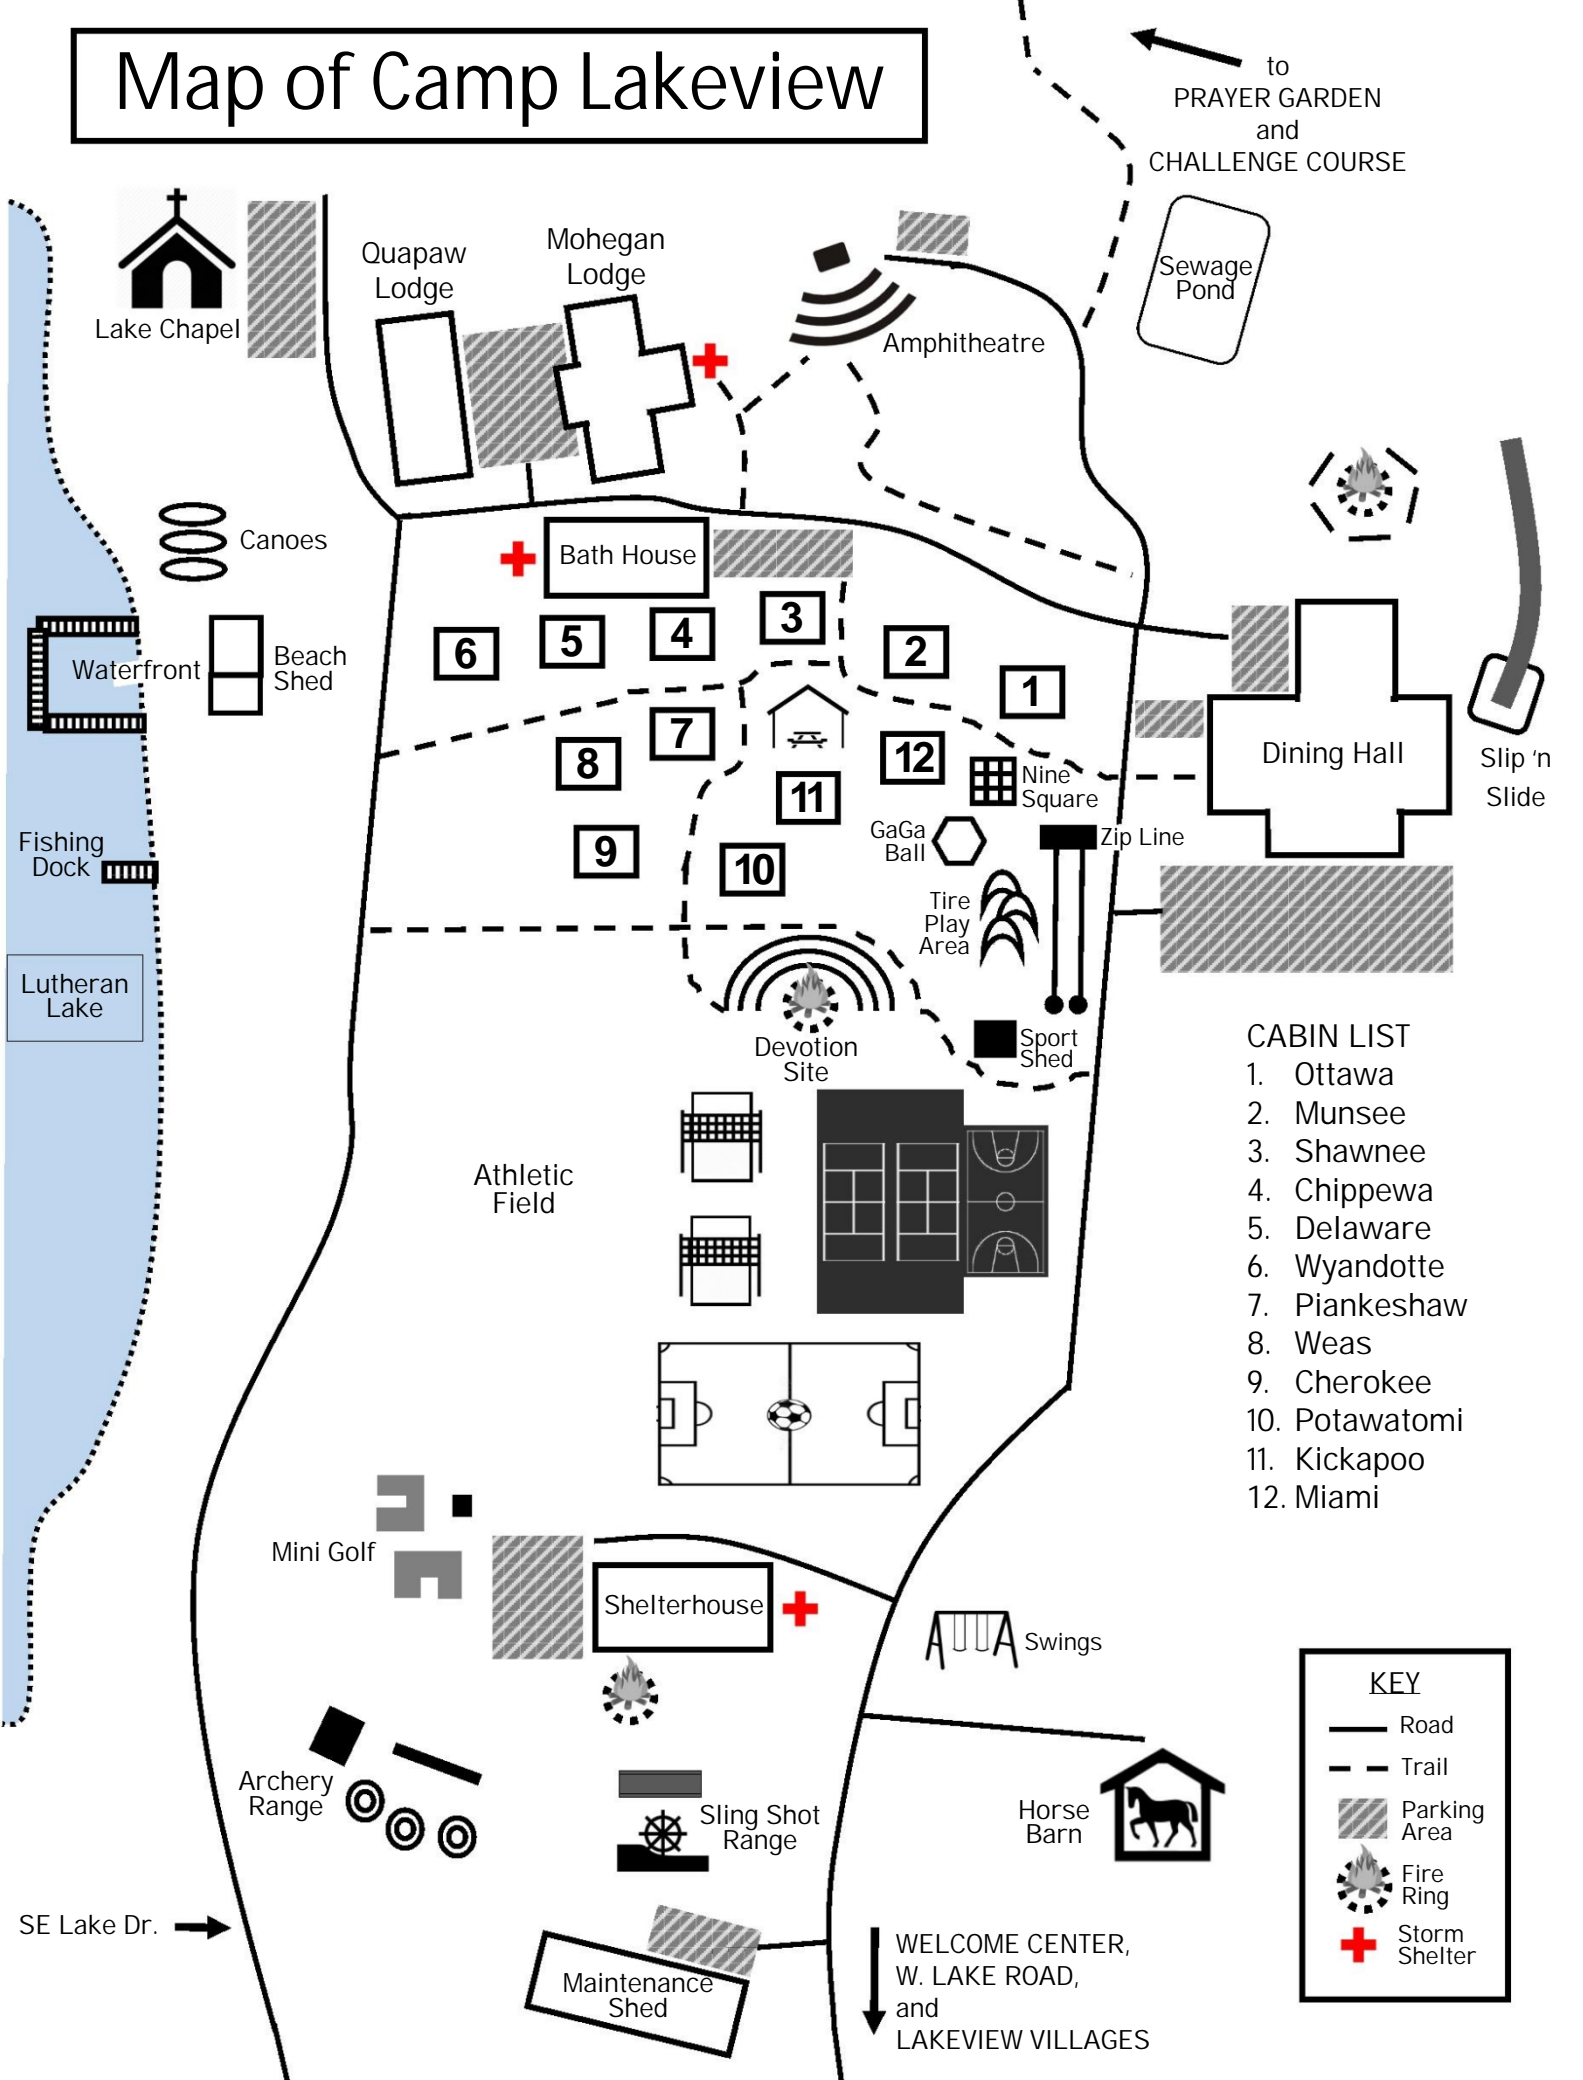 Map of Camp Lakeview
to
PRAYER GARDEN
and
CHALLENGE COURSE
Lake Chapel
Quapaw
Lodge
Mohegan
Lodge
Amphitheatre
Sewage
Pond
Canoes
Bath House
Waterfront
Beach
Shed
6
5
4
3
2
1
7
8
9
10
11
12
Nine
Square
GaGa
Ball
Zip Line
Tire
Play
Area
Dining Hall
Slip ‘n
Slide
Fishing
Dock
Lutheran
Lake
Devotion
Site
Sport
Shed
Athletic
Field
CABIN LIST
1. Ottawa
2. Munsee
3. Shawnee
4. Chippewa
5. Delaware
6. Wyandotte
7. Piankeshaw
8. Weas
9. Cherokee
10. Potawatomi
11. Kickapoo
12. Miami
Mini Golf
Shelterhouse
Swings
Archery
Range
Sling Shot
Range
Horse
Barn
SE Lake Dr.
Maintenance
Shed
WELCOME CENTER,
W. LAKE ROAD,
and
LAKEVIEW VILLAGES
KEY
Road
Trail
Parking
Area
Fire
Ring
Storm
Shelter